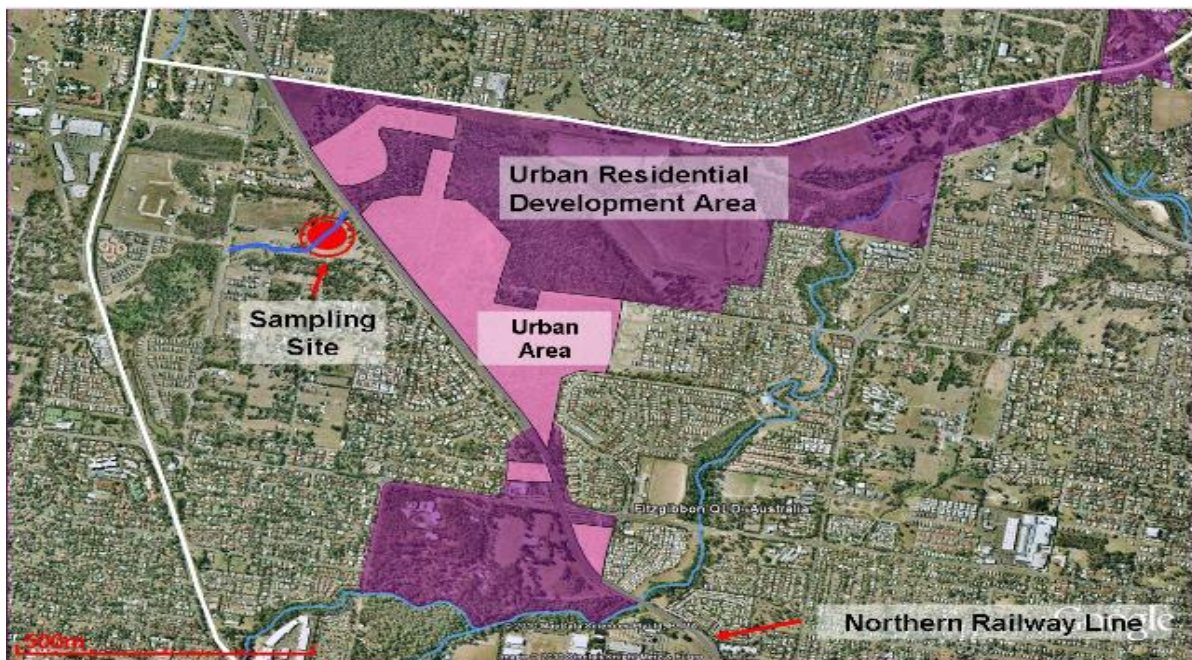 Urban Residential
Development Area
Sampling
Site
Urban
Area
Fitzgibbon QLD Australia
500m
Northern Railway Line
Google